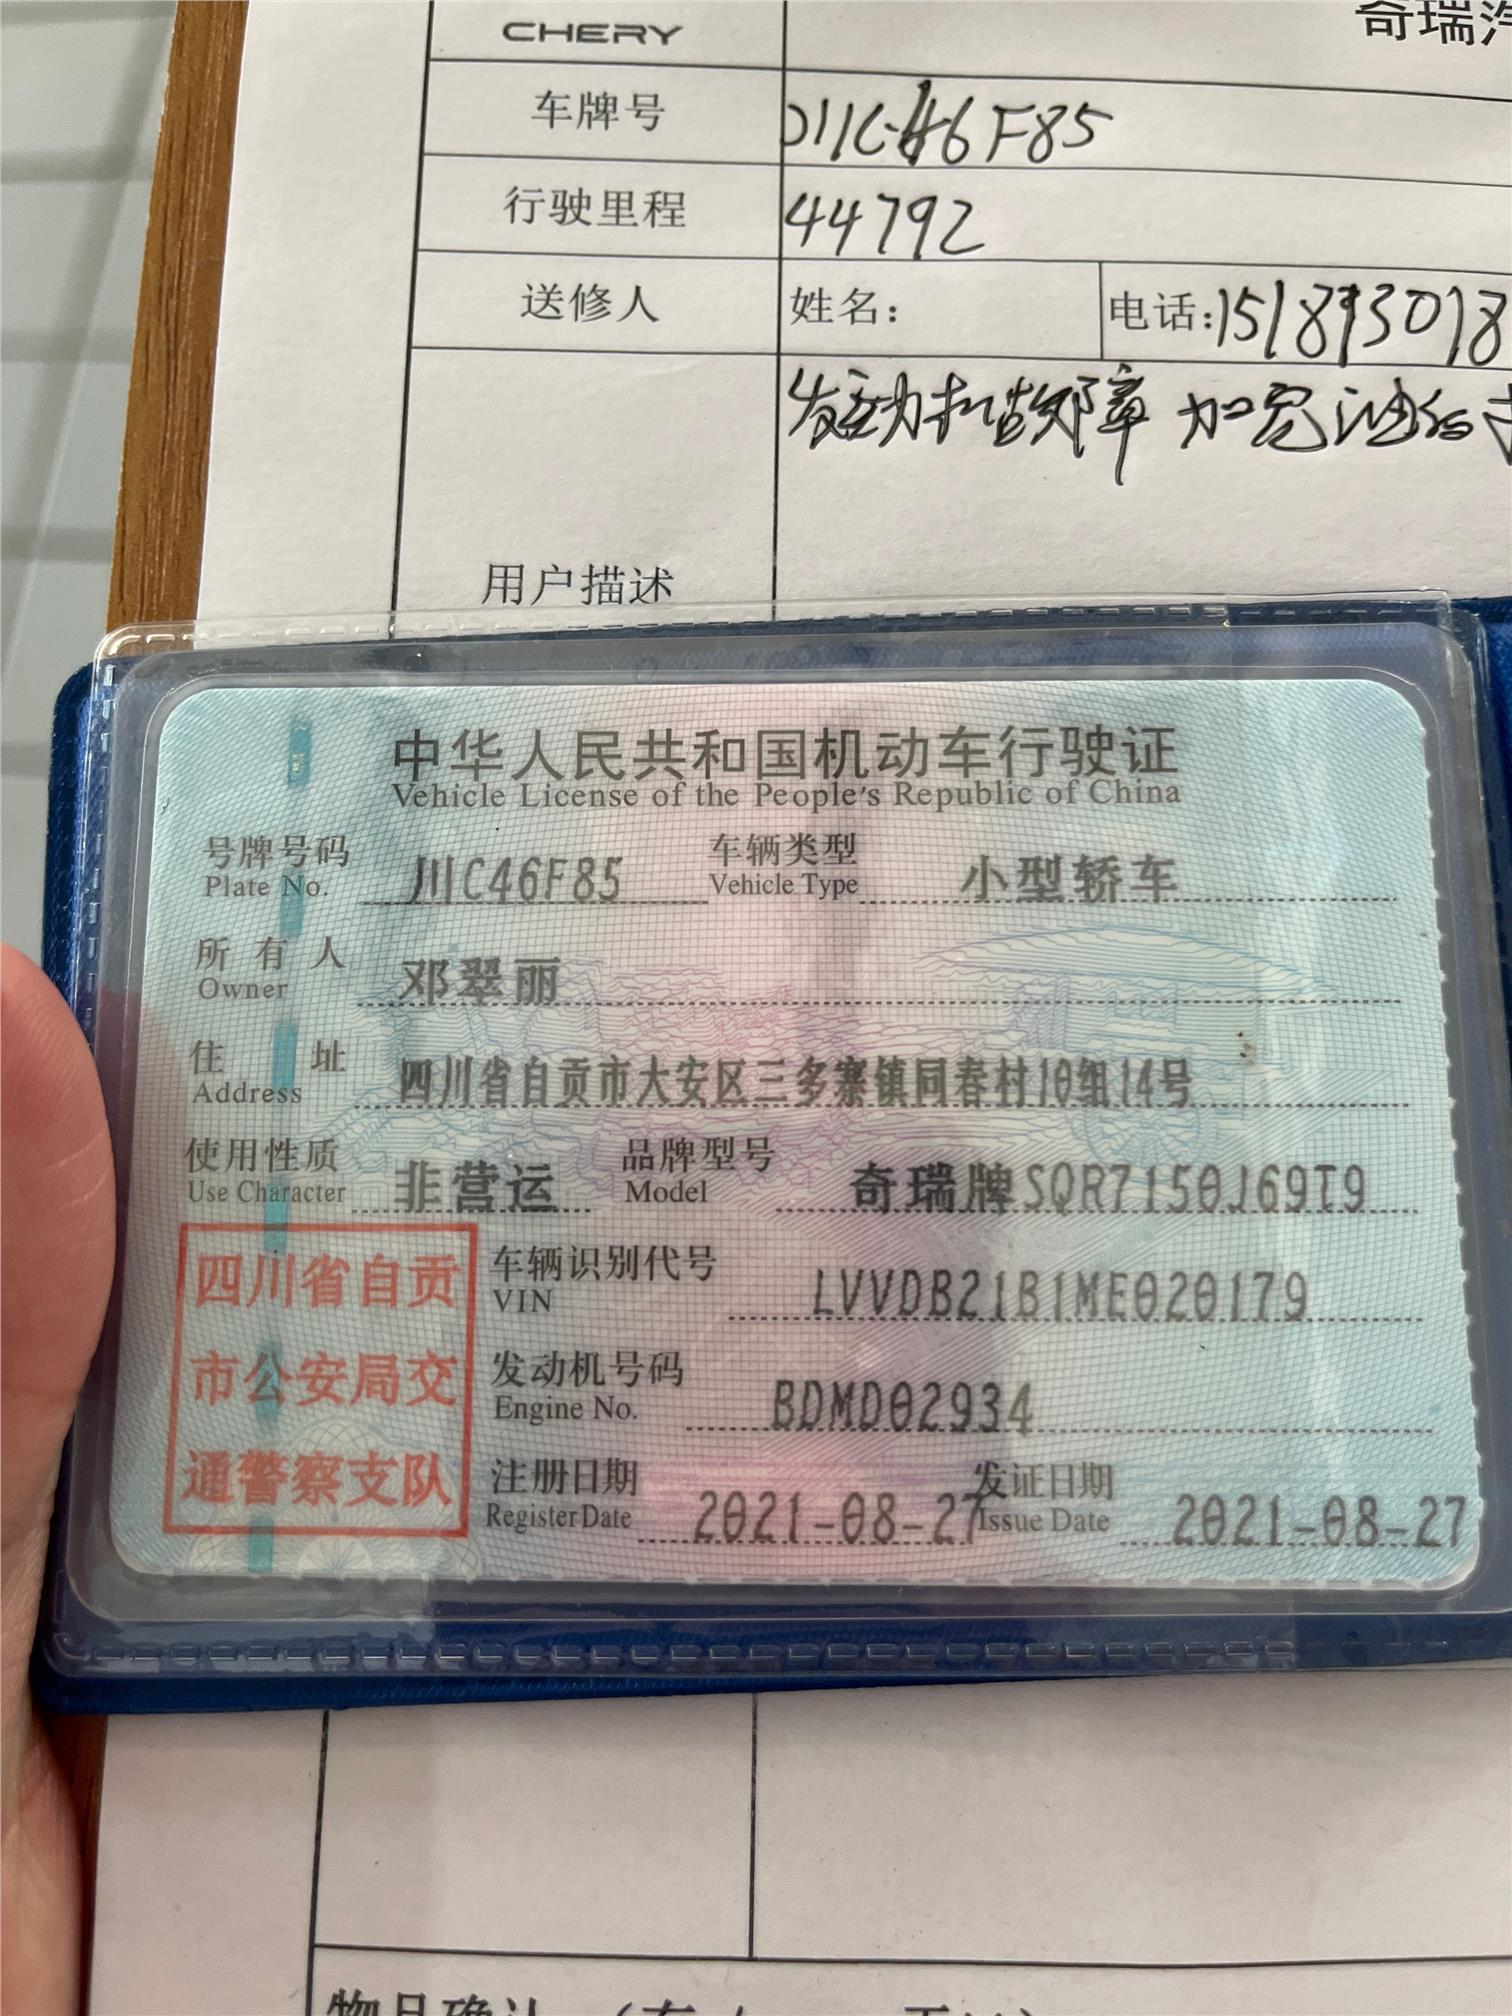 CHERY
奇瑞汽
车牌号 川C46F85
行驶里程 44792
送修人 姓名: 电话:151893018
发动机故障 加完油后
用户描述
中华人民共和国机动车行驶证
Vehicle License of the People's Republic of China
号牌号码 川C46F85 车辆类型 小型轿车
Plate No. Vehicle Type
所有人 邓翠丽
Owner
住址 四川省自贡市大安区三多寨镇同春村10组14号
Address
使用性质 非营运 品牌型号 奇瑞牌SQR7150J69T9
Use Character Model
四川省自贡
市公安局交
通警察支队
车辆识别代号 LVVDB21B1ME020179
VIN
发动机号码 BDMD02934
Engine No.
注册日期 2021-08-27 发证日期 2021-08-27
Register Date Issue Date